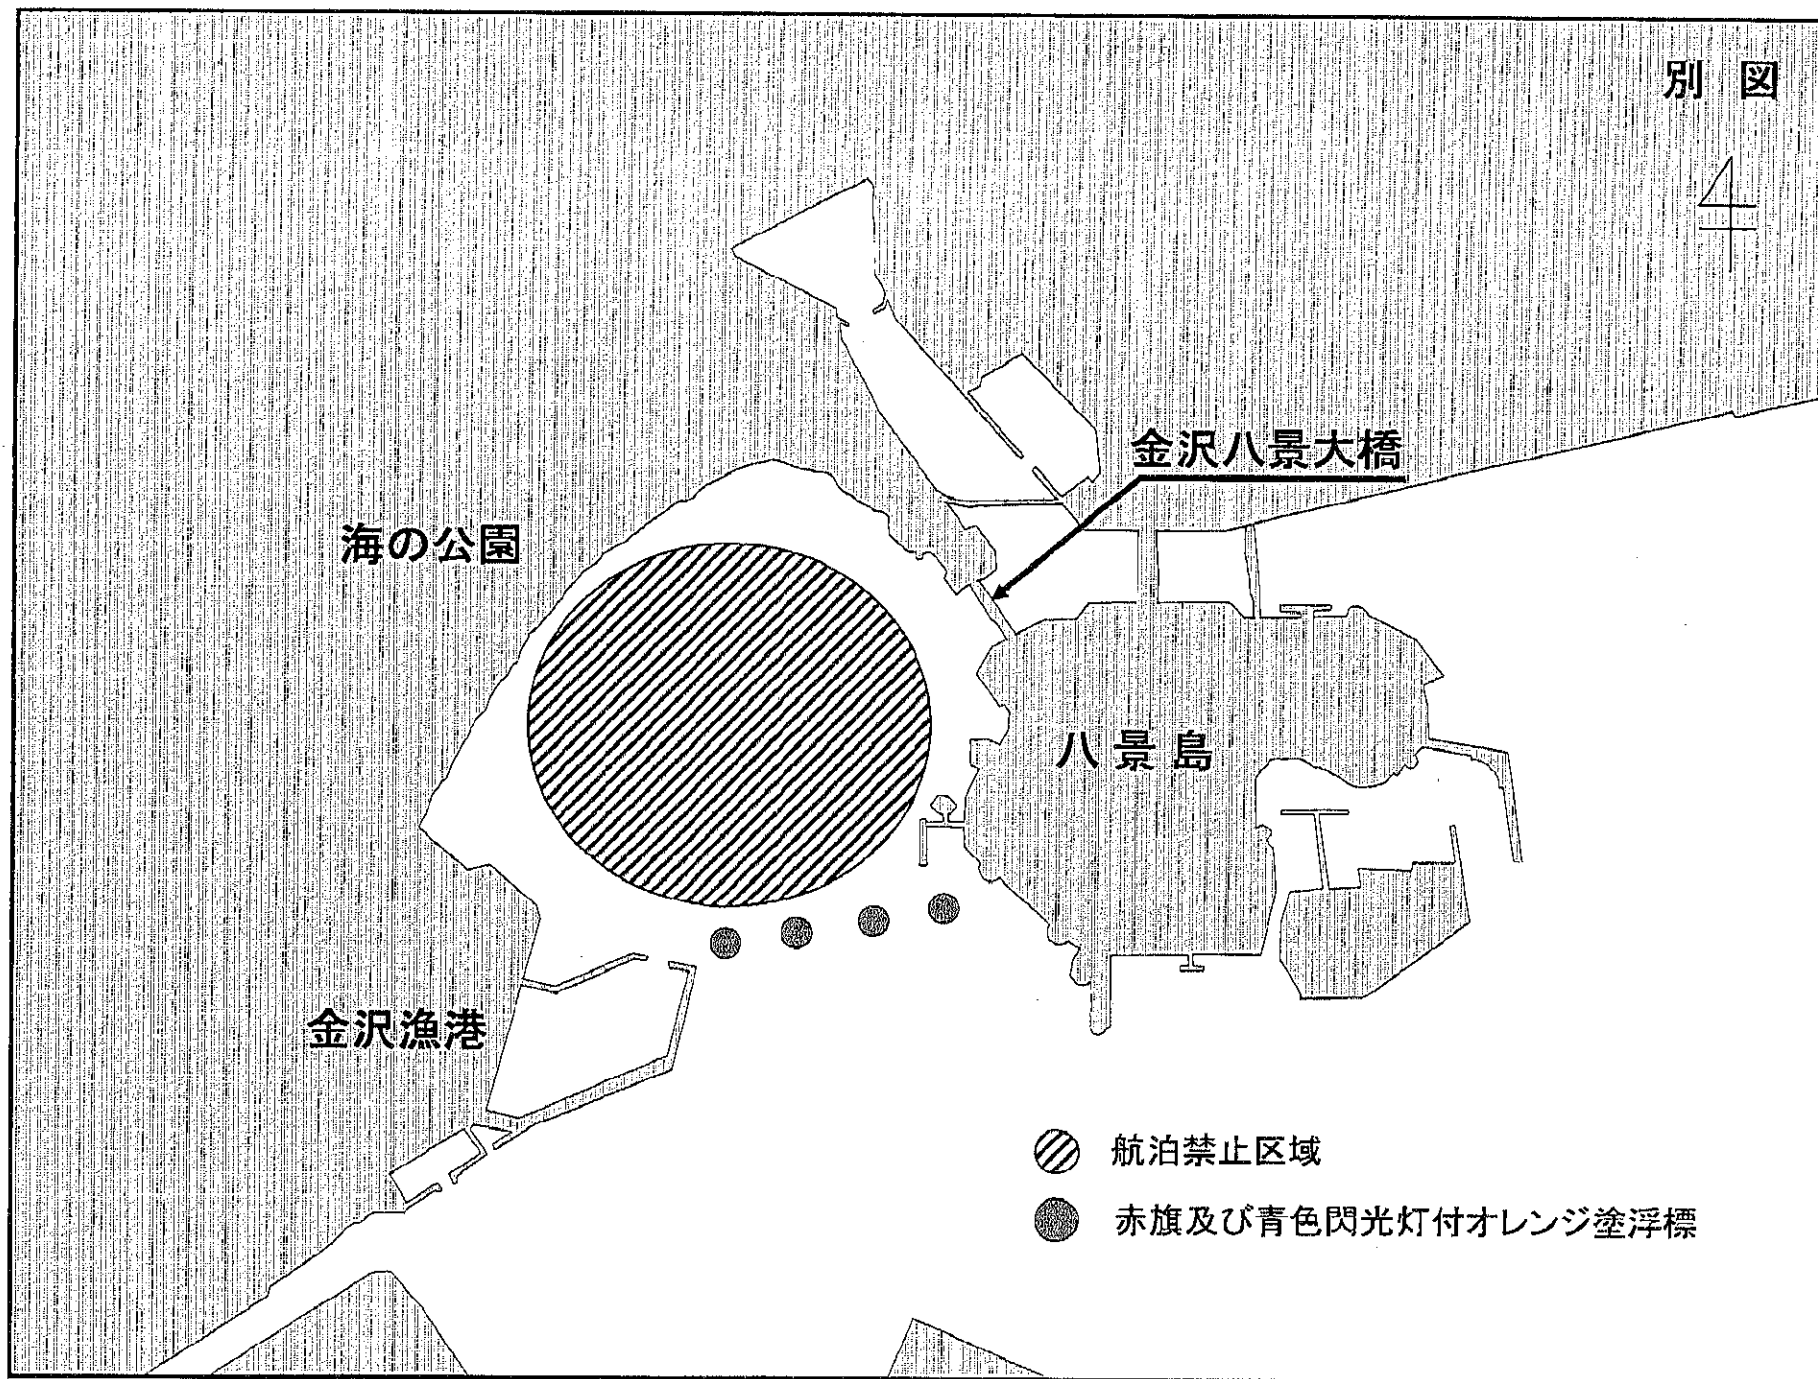 別図
金沢八景大橋
海の公園
八景島
金沢漁港
航泊禁止区域
赤旗及び青色閃光灯付オレンジ塗浮標